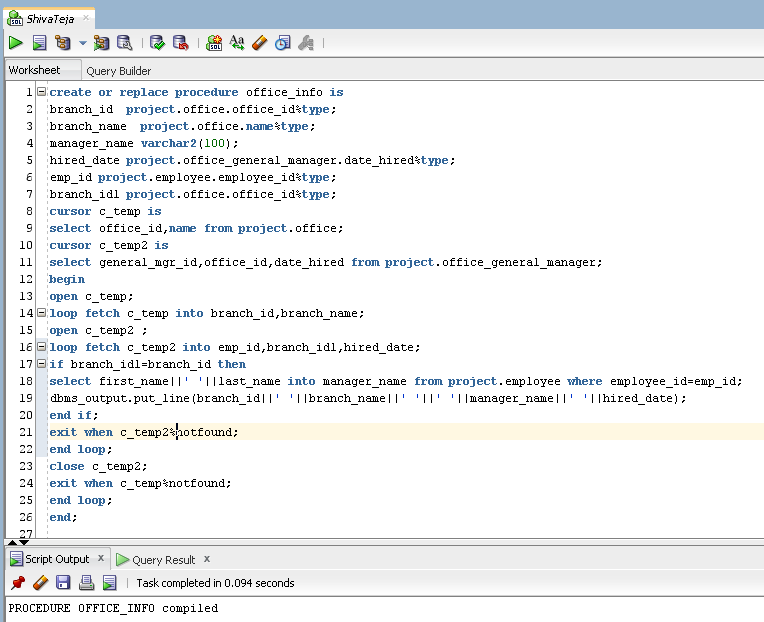 ShivaTeja
Worksheet Query Builder
1 create or replace procedure office_info is
2 branch_id  project.office.office_id%type;
3 branch_name  project.office.name%type;
4 manager_name varchar2(100);
5 hired_date project.office_general_manager.date_hired%type;
6 emp_id project.employee.employee_id%type;
7 branch_id1 project.office.office_id%type;
8 cursor c_temp is
9 select office_id,name from project.office;
10 cursor c_temp2 is
11 select general_mgr_id,office_id,date_hired from project.office_general_manager;
12 begin
13 open c_temp;
14 loop fetch c_temp into branch_id,branch_name;
15 open c_temp2 ;
16 loop fetch c_temp2 into emp_id,branch_id1,hired_date;
17 if branch_id1=branch_id then
18 select first_name||' '||last_name into manager_name from project.employee where employee_id=emp_id;
19 dbms_output.put_line(branch_id||' '||branch_name||' '||' '||manager_name||' '||hired_date);
20 end if;
21 exit when c_temp2%notfound;
22 end loop;
23 close c_temp2;
24 exit when c_temp%notfound;
25 end loop;
26 end;
27
Script Output x Query Result x
Task completed in 0.094 seconds
PROCEDURE OFFICE_INFO compiled